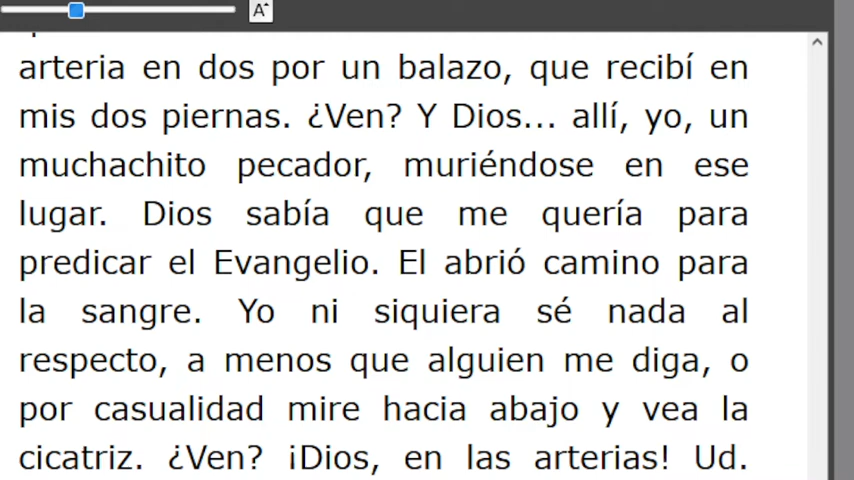 A
arteria en dos por un balazo, que recibí en
mis dos piernas. ¿Ven? Y Dios... allí, yo, un
muchachito pecador, muriéndose en ese
lugar. Dios sabía que me quería para
predicar el Evangelio. El abrió camino para
la sangre. Yo ni siquiera sé nada al
respecto, a menos que alguien me diga, o
por casualidad mire hacia abajo y vea la
cicatriz. ¿Ven? ¡Dios, en las arterias! Ud.